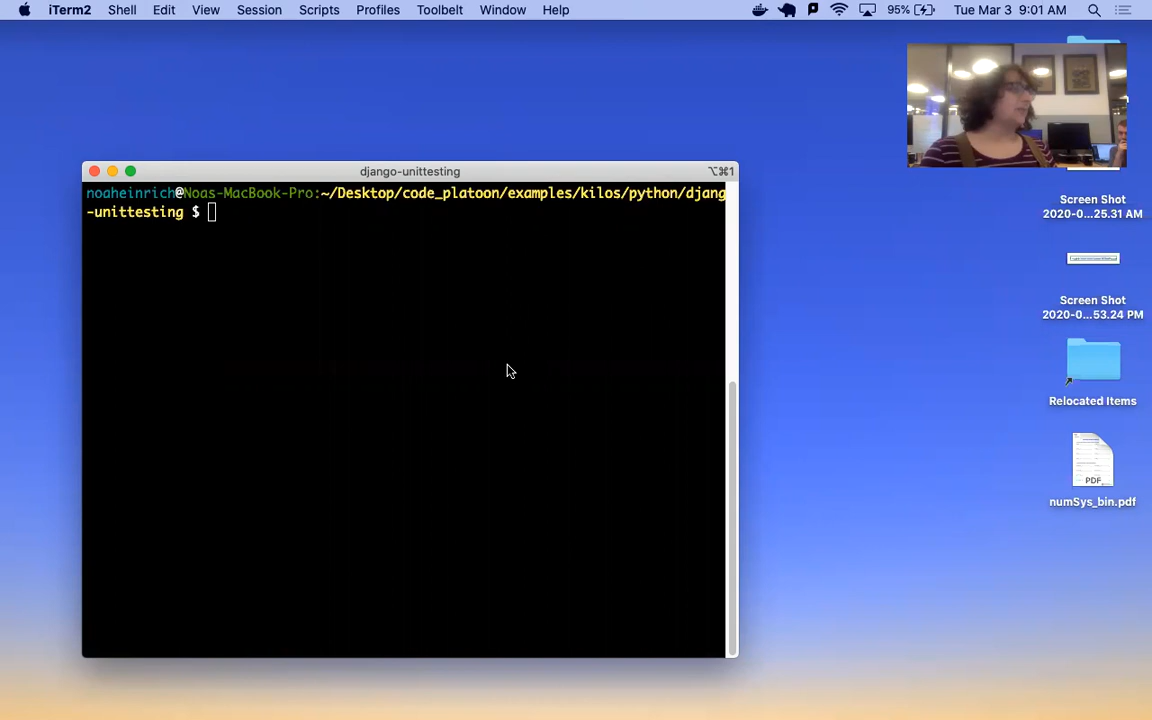 iTerm2 Shell Edit View Session Scripts Profiles Toolbelt Window Help 95% Tue Mar 3 9:01 AM
django-unittesting ⌥⌘1
noaheinrich@Noas-MacBook-Pro:~/Desktop/code_platoon/examples/kilos/python/djang
-unittesting $
Screen Shot
2020-0...25.31 AM
Screen Shot
2020-0...53.24 PM
Relocated Items
PDF
numSys_bin.pdf